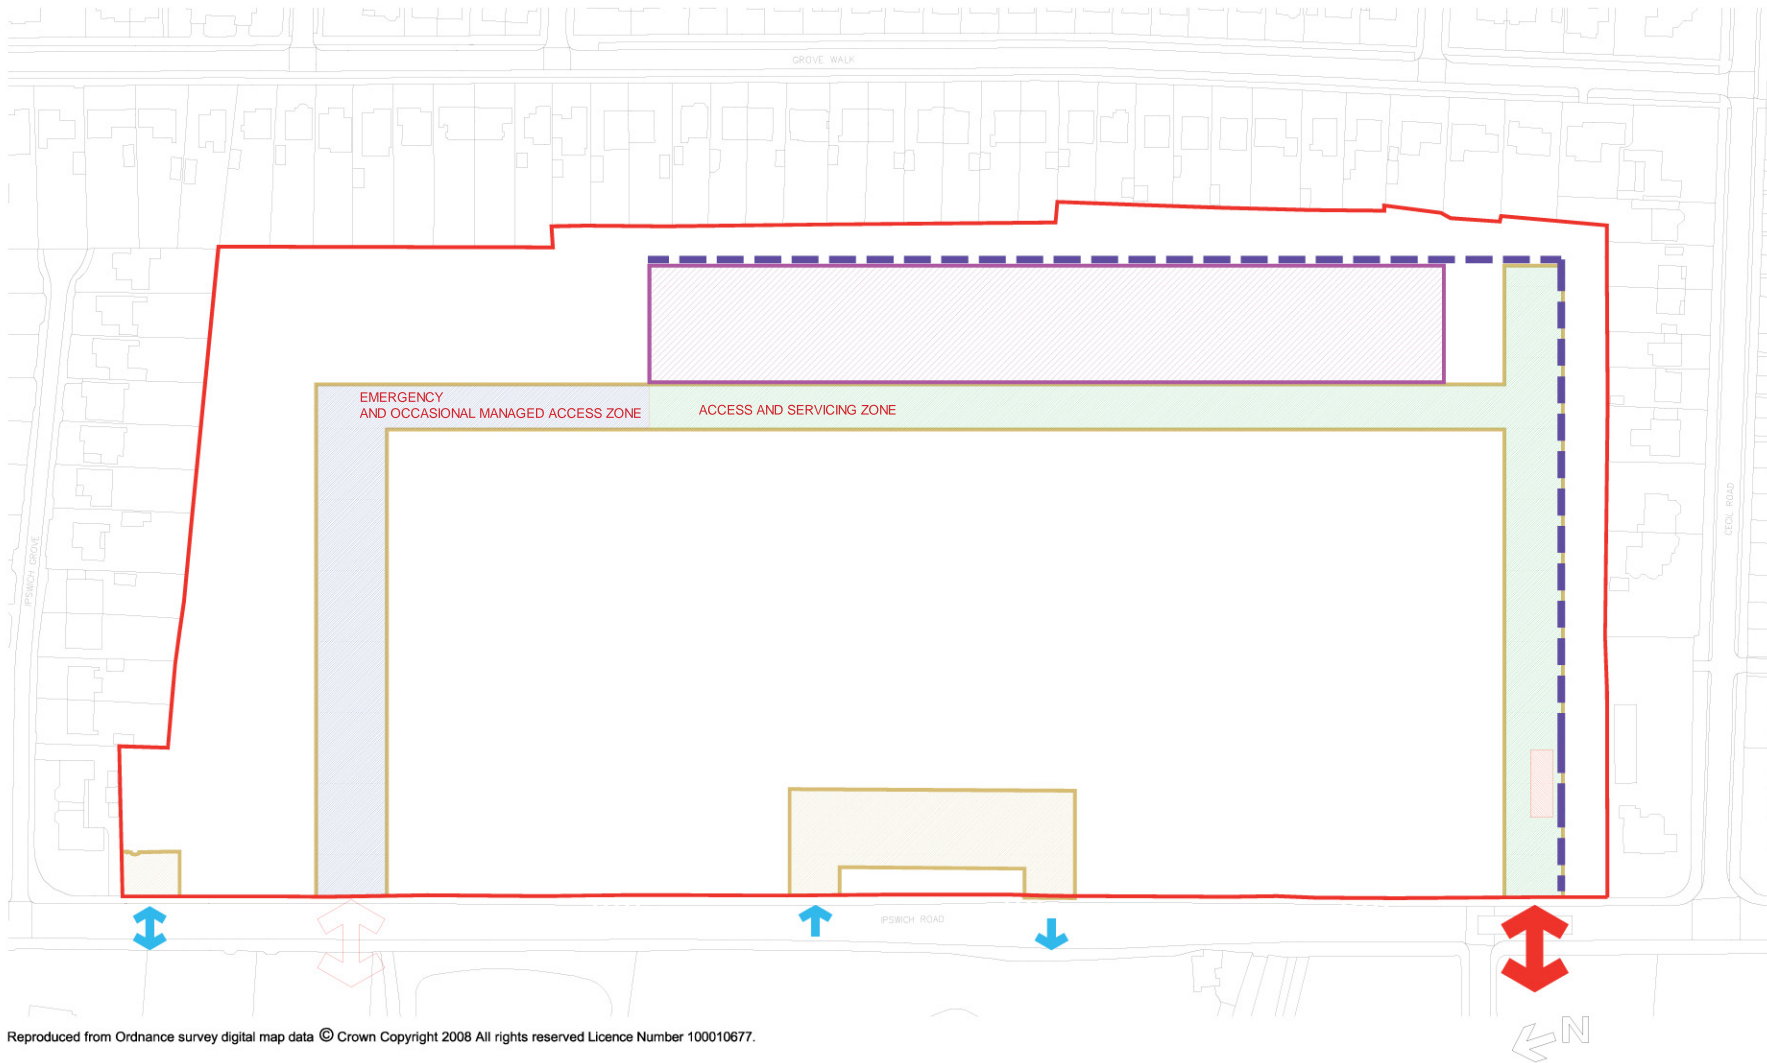 GROVE WALK
EMERGENCY
AND OCCASIONAL MANAGED ACCESS ZONE
ACCESS AND SERVICING ZONE
CECIL ROAD
IPSWICH GROVE
IPSWICH ROAD
N
Reproduced from Ordnance survey digital map data © Crown Copyright 2008 All rights reserved Licence Number 100010677.